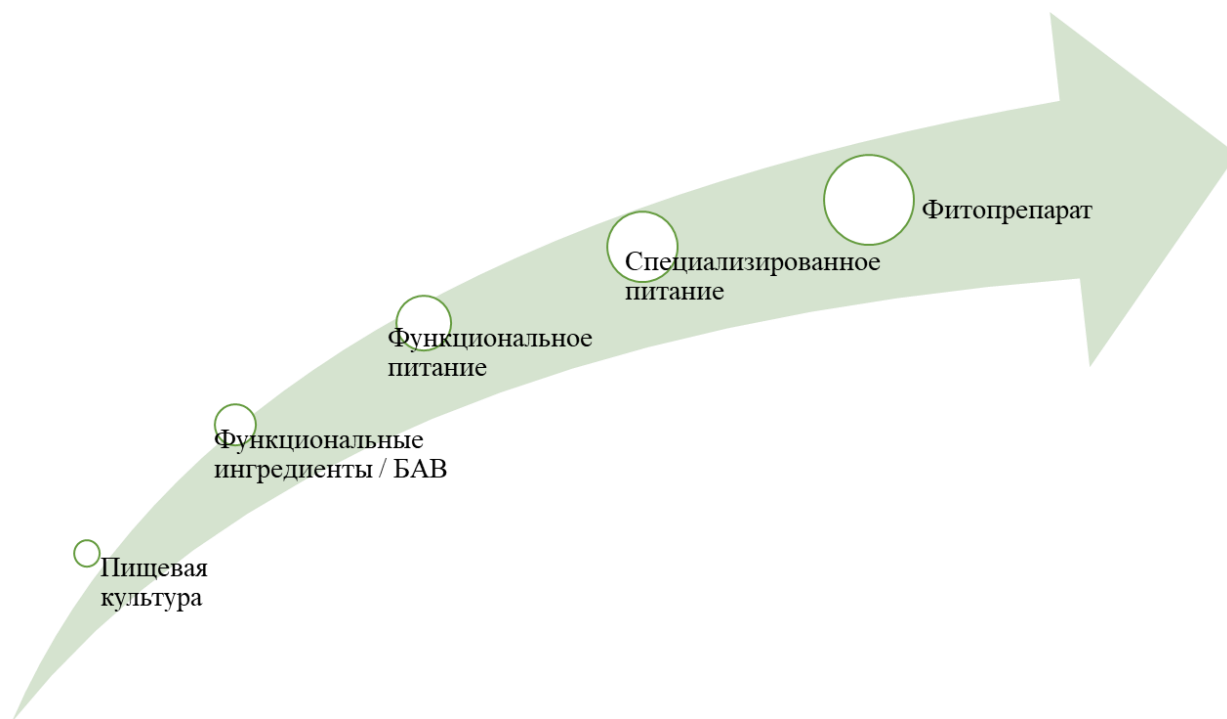 Фитопрепарат
Специализированное
питание
Функциональное
питание
Функциональные
ингредиенты / БАВ
Пищевая
культура